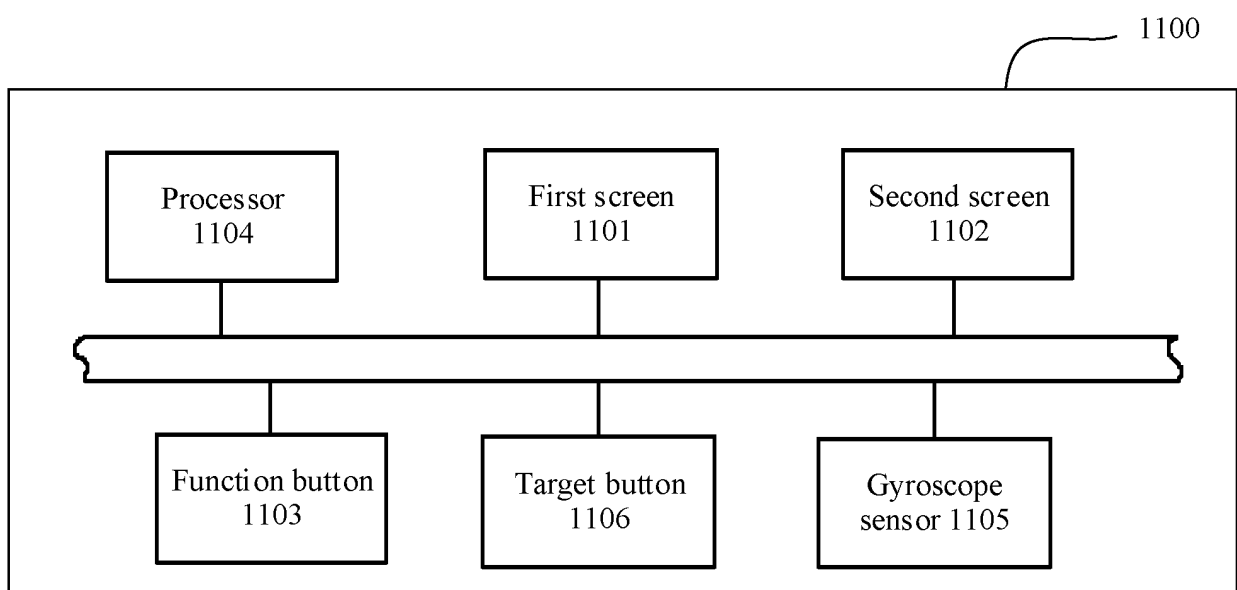 1100
Processor
1104
First screen
1101
Second screen
1102
Function button
1103
Target button
1106
Gyroscope
sensor 1105